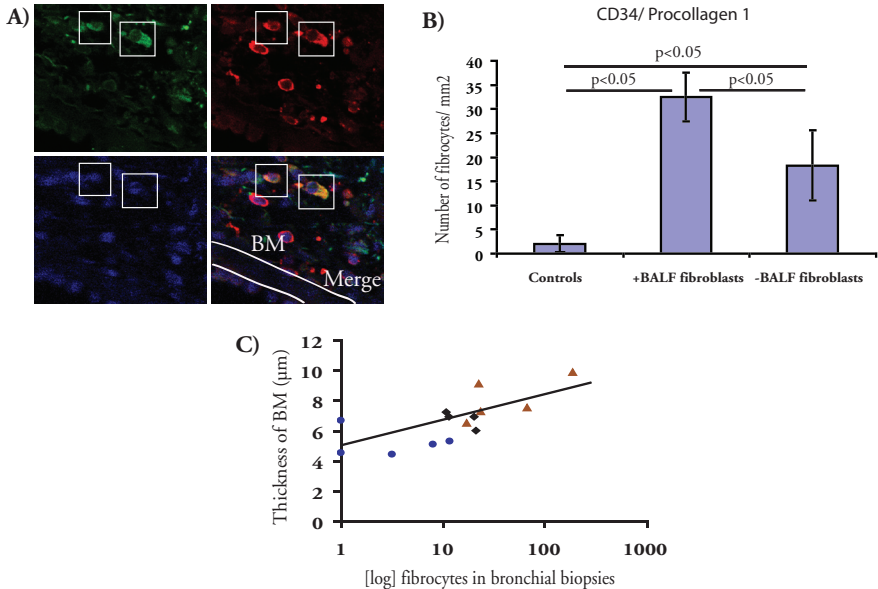 A)
BM
Merge
B)
CD34/ Procollagen 1
p<0.05
p<0.05 p<0.05
Number of fibrocytes/ mm2
40
35
30
25
20
15
10
5
0
Controls +BALF fibroblasts -BALF fibroblasts
C)
Thickness of BM (µm)
12
10
8
6
4
2
0
1 10 100 1000
[log] fibrocytes in bronchial biopsies